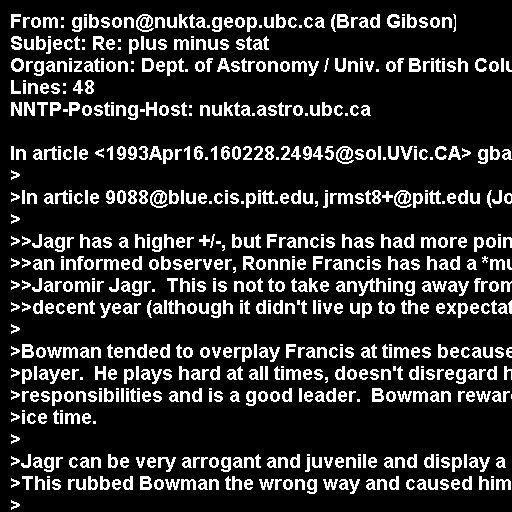 From: gibson@nukta.geop.ubc.ca (Brad Gibson)
Subject: Re: plus minus stat
Organization: Dept. of Astronomy / Univ. of British Colu
Lines: 48
NNTP-Posting-Host: nukta.astro.ubc.ca

In article <1993Apr16.160228.24945@sol.UVic.CA> gba
>
>In article 9088@blue.cis.pitt.edu, jrmst8+@pitt.edu (Jo
>
>>Jagr has a higher +/-, but Francis has had more poin
>>an informed observer, Ronnie Francis has had a *mu
>>Jaromir Jagr.  This is not to take anything away from
>>decent year (although it didn't live up to the expectat
>
>Bowman tended to overplay Francis at times because
>player.  He plays hard at all times, doesn't disregard h
>responsibilities and is a good leader.  Bowman rewar
>ice time.
>
>Jagr can be very arrogant and juvenile and display a
>This rubbed Bowman the wrong way and caused him
>